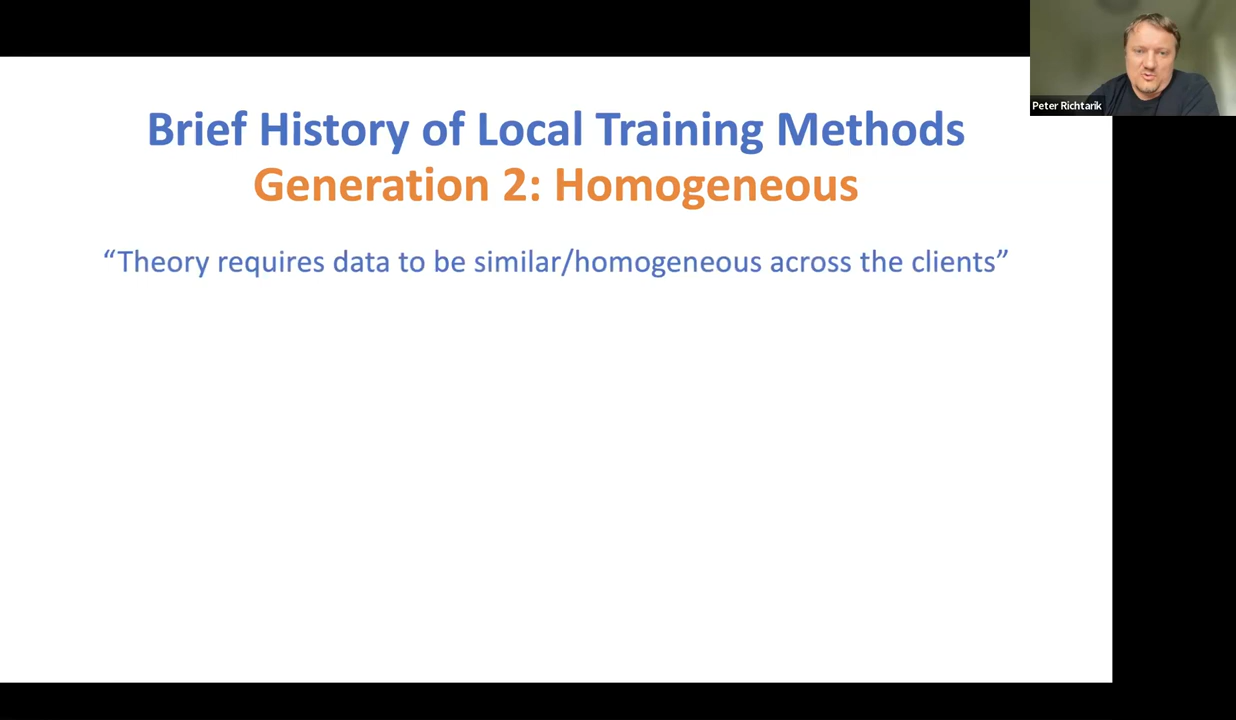 Brief History of Local Training Methods
Generation 2: Homogeneous
“Theory requires data to be similar/homogeneous across the clients”
Peter Richtarik